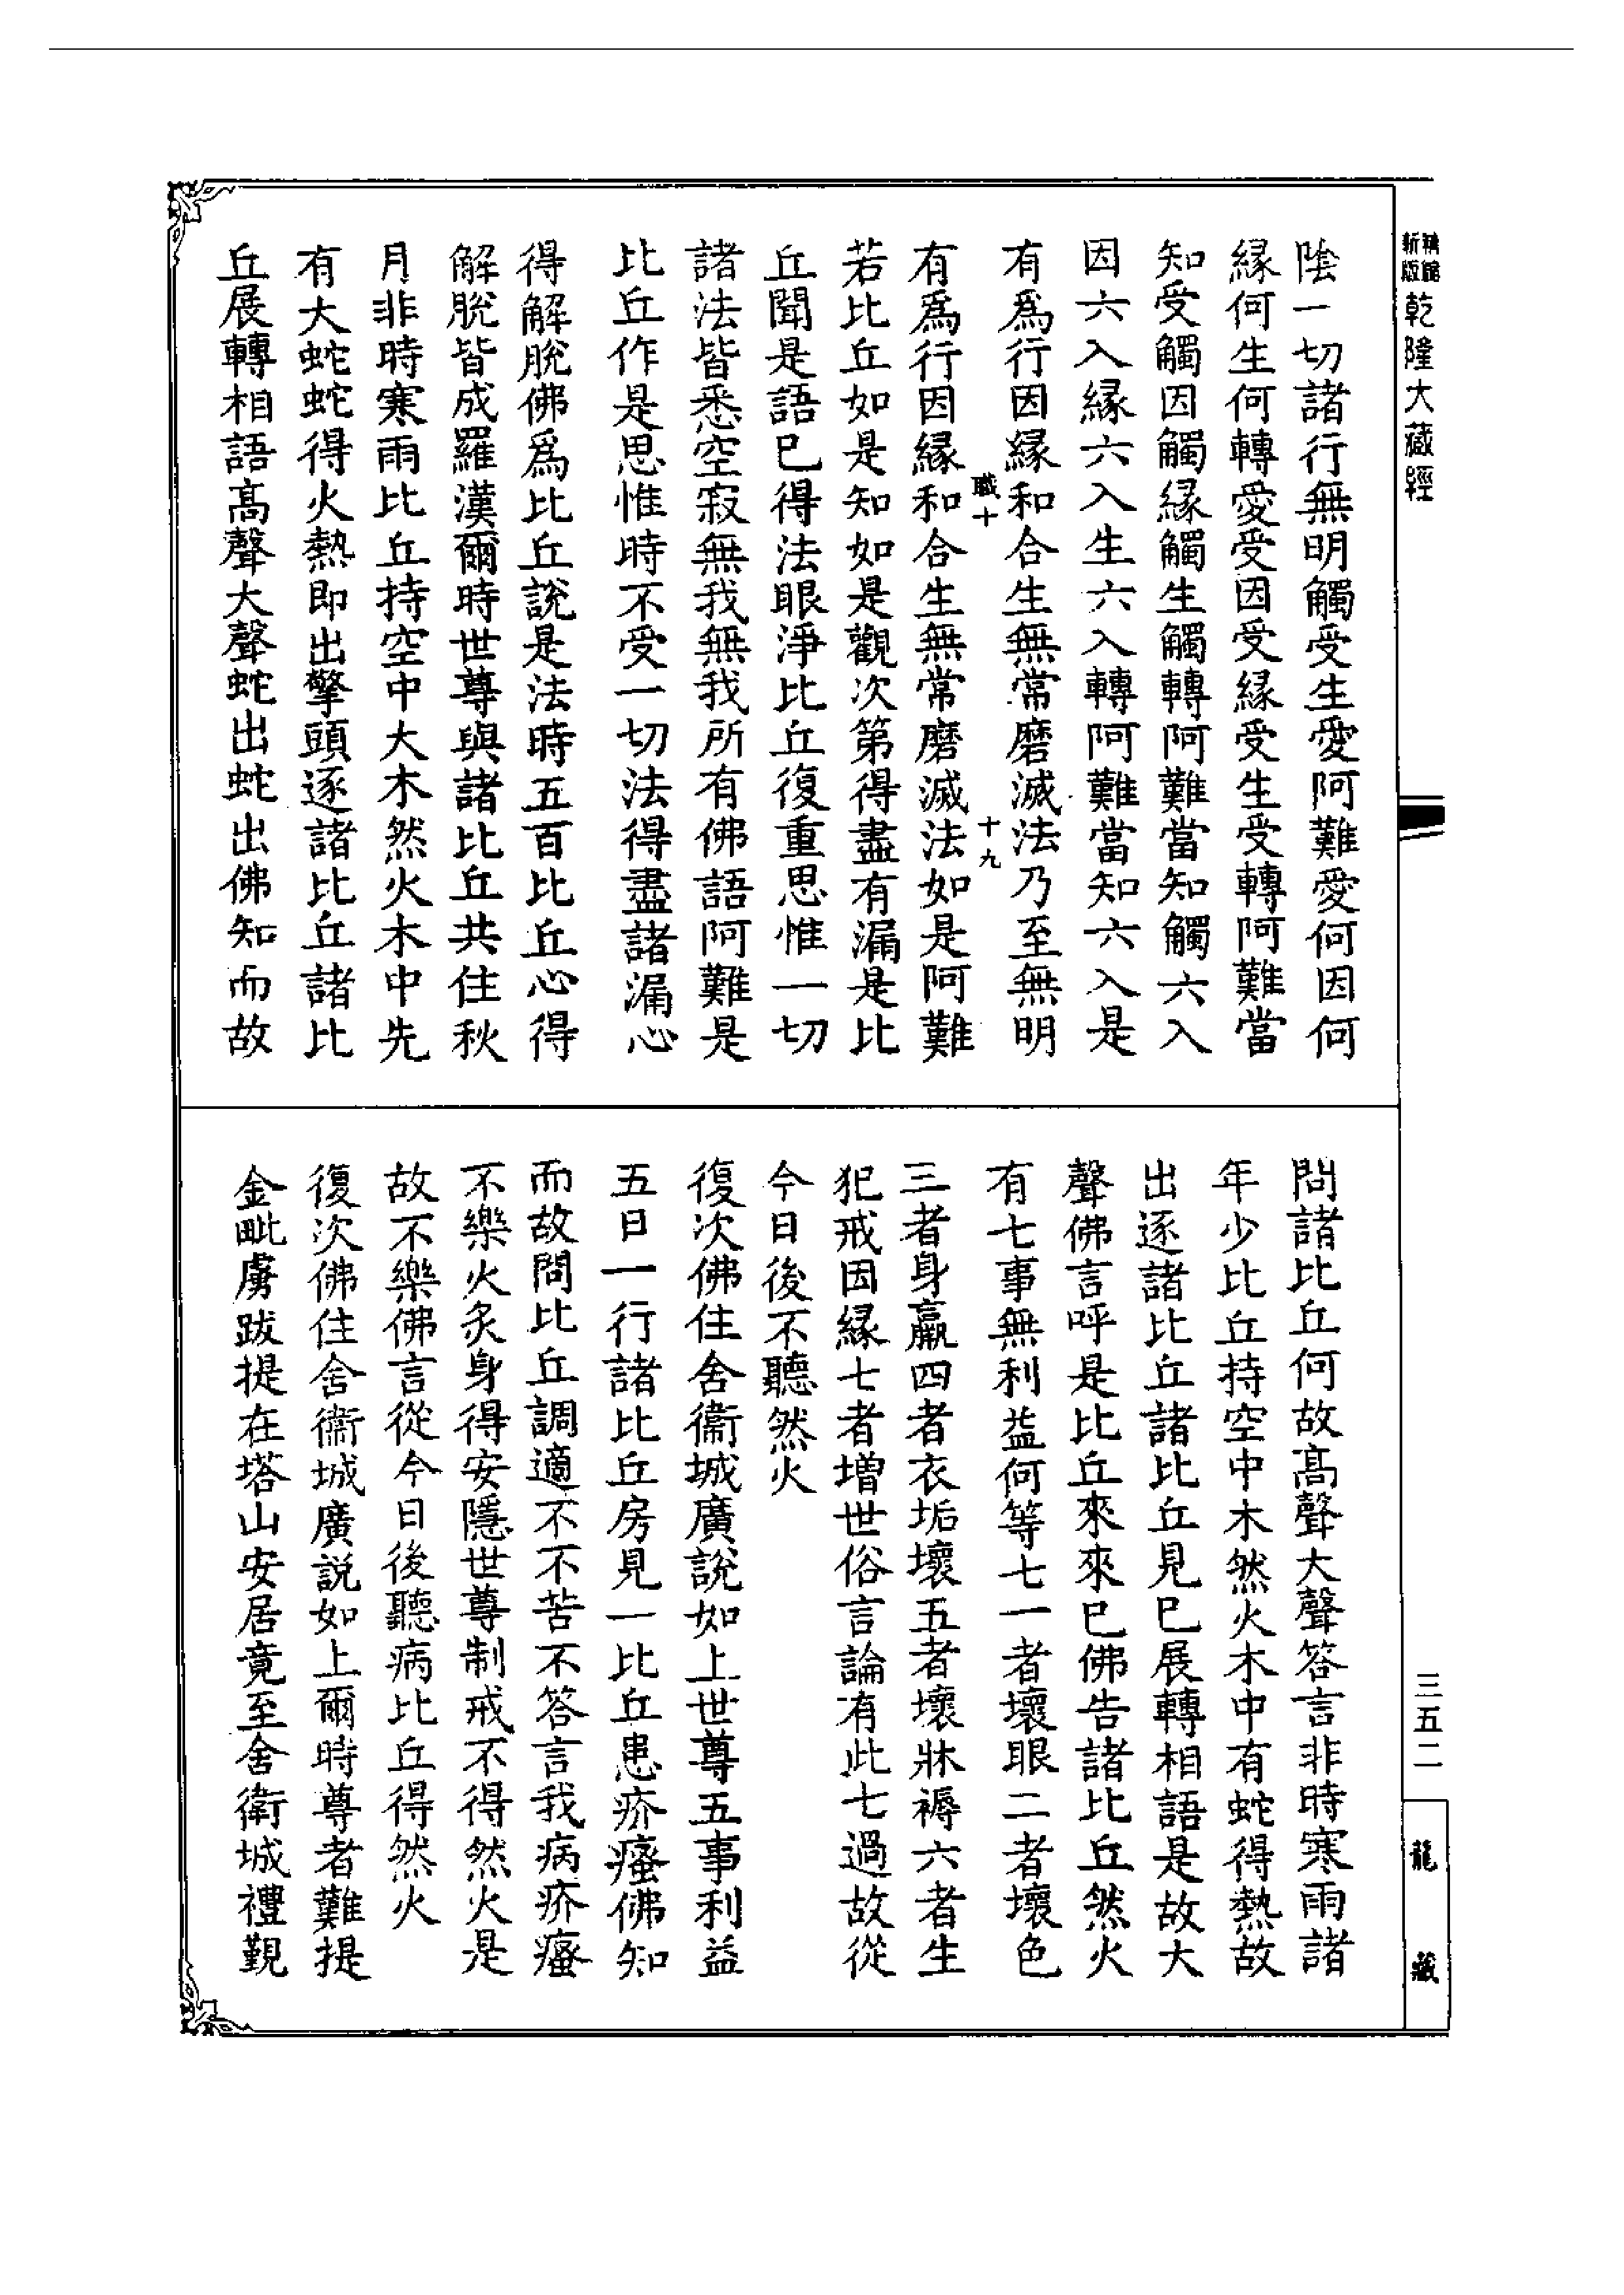 新版
乾隆大藏經
陰一切諸行無明觸受生愛阿難愛何因何
緣何生何轉愛受因受緣受生受轉阿難當
知受觸因觸緣觸生觸轉阿難當知觸六入
因六入緣六入生六入轉阿難當知六入是
有爲行因緣和合生無常磨滅法乃至無明
職十
十九
有爲行因緣和合生無常磨滅法如是阿難
若比丘如是知如是觀次第得盡有漏是比
丘聞是語已得法眼淨比丘復重思惟一切
諸法皆悉空寂無我無我所有佛語阿難是
比丘作是思惟時不受一切法得盡諸漏心
得解脫佛爲比丘說是法時五百比丘心得
解脫皆成羅漢爾時世尊與諸比丘共住秋
月非時寒雨比丘持空中大木然火木中先
有大蛇蛇得火熱即出擎頭逐諸比丘諸比
丘展轉相語高聲大聲蛇出蛇出佛知而故
問諸比丘何故高聲大聲答言非時寒雨諸
年少比丘持空中木然火木中有蛇得熱故
出逐諸比丘諸比丘見已展轉相語是故大
聲佛言呼是比丘來來已佛告諸比丘然火
有七事無利益何等七一者壞眼二者壞色
三者身羸四者衣垢壞五者壞牀褥六者生
犯戒因緣七者增世俗言論有此七過故從
今日後不聽然火
復次佛住舍衞城廣說如上世尊五事利益
五日一行諸比丘房見一比丘患疥瘙佛知
而故問比丘調適不不苦不答言我病疥瘙
不樂火炙身得安隱世尊制戒不得然火是
故不樂佛言從今日後聽病比丘得然火
復次佛住舍衞城廣說如上爾時尊者難提
金毗盧跋提在塔山安居竟至舍衛城禮覲
三五二
龍藏